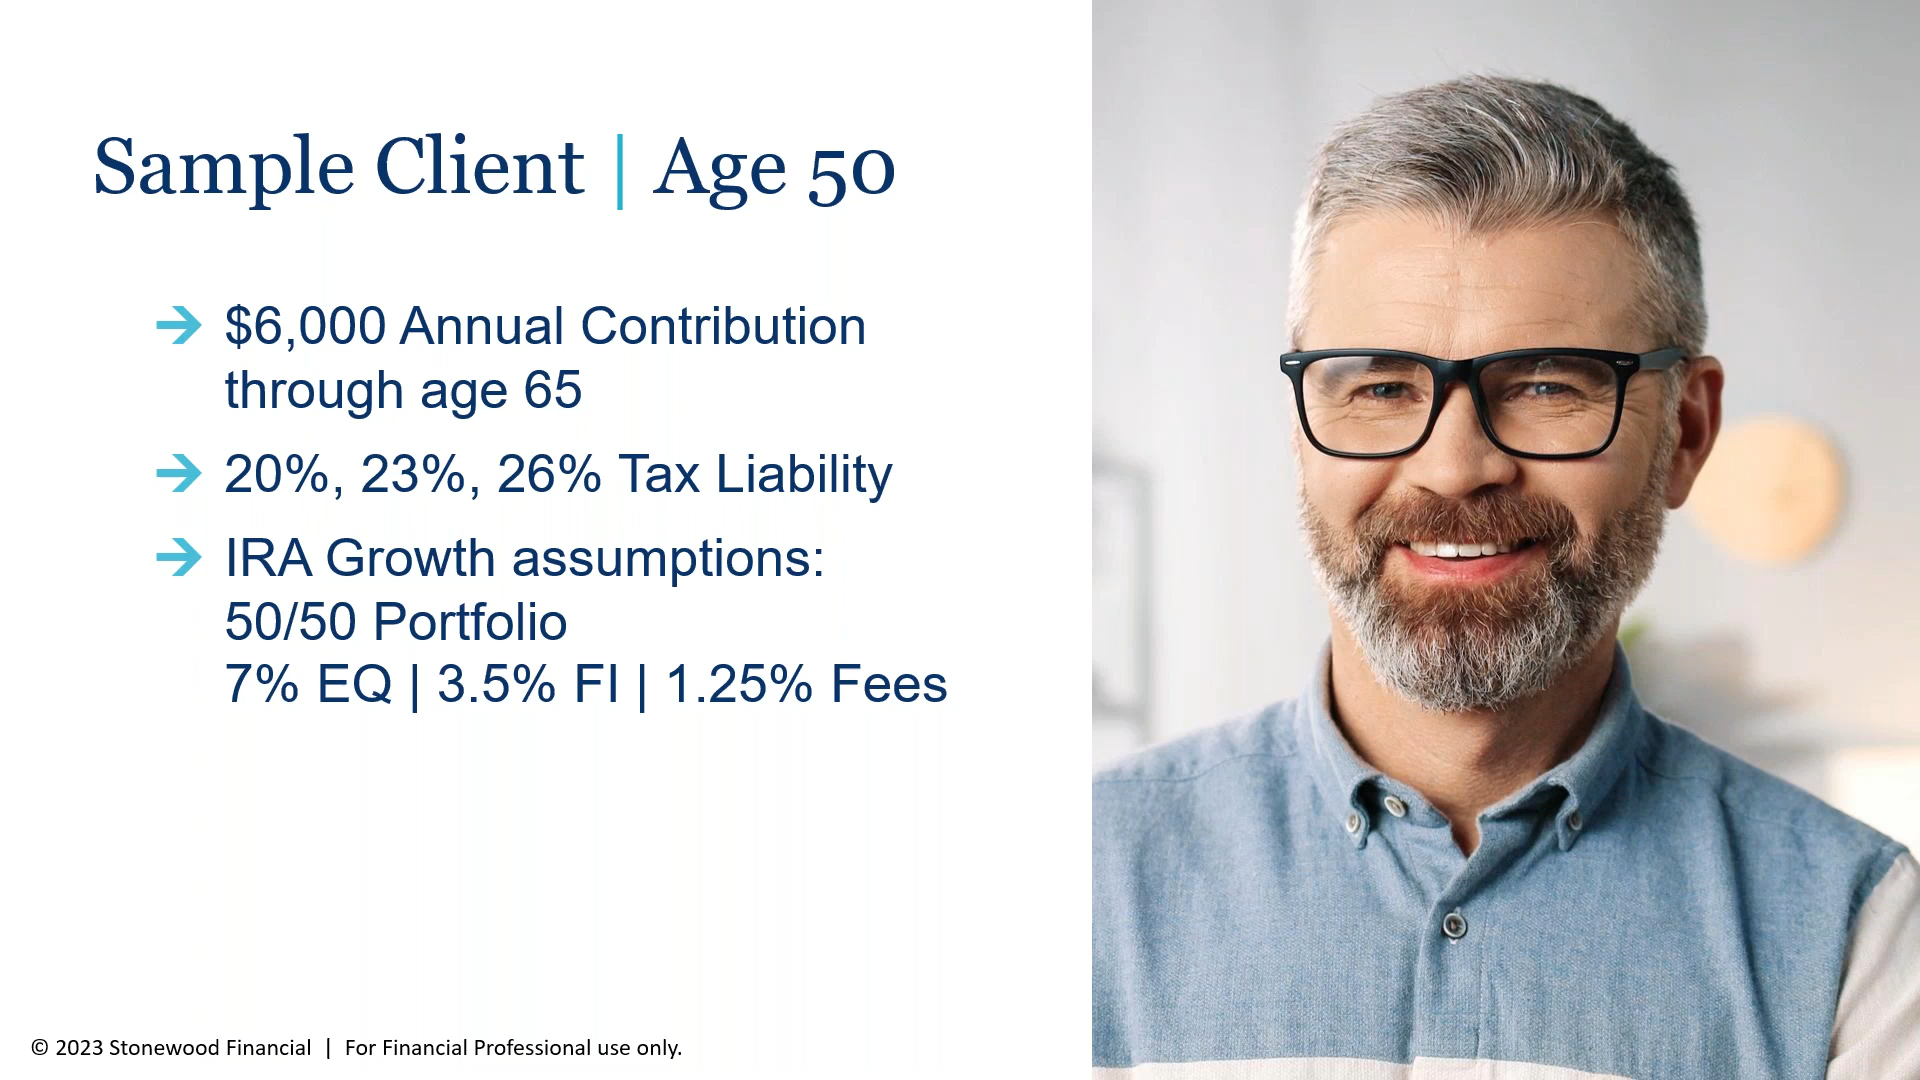 Sample Client | Age 50
➔ $6,000 Annual Contribution
through age 65
➔ 20%, 23%, 26% Tax Liability
➔ IRA Growth assumptions:
50/50 Portfolio
7% EQ | 3.5% FI | 1.25% Fees
© 2023 Stonewood Financial | For Financial Professional use only.